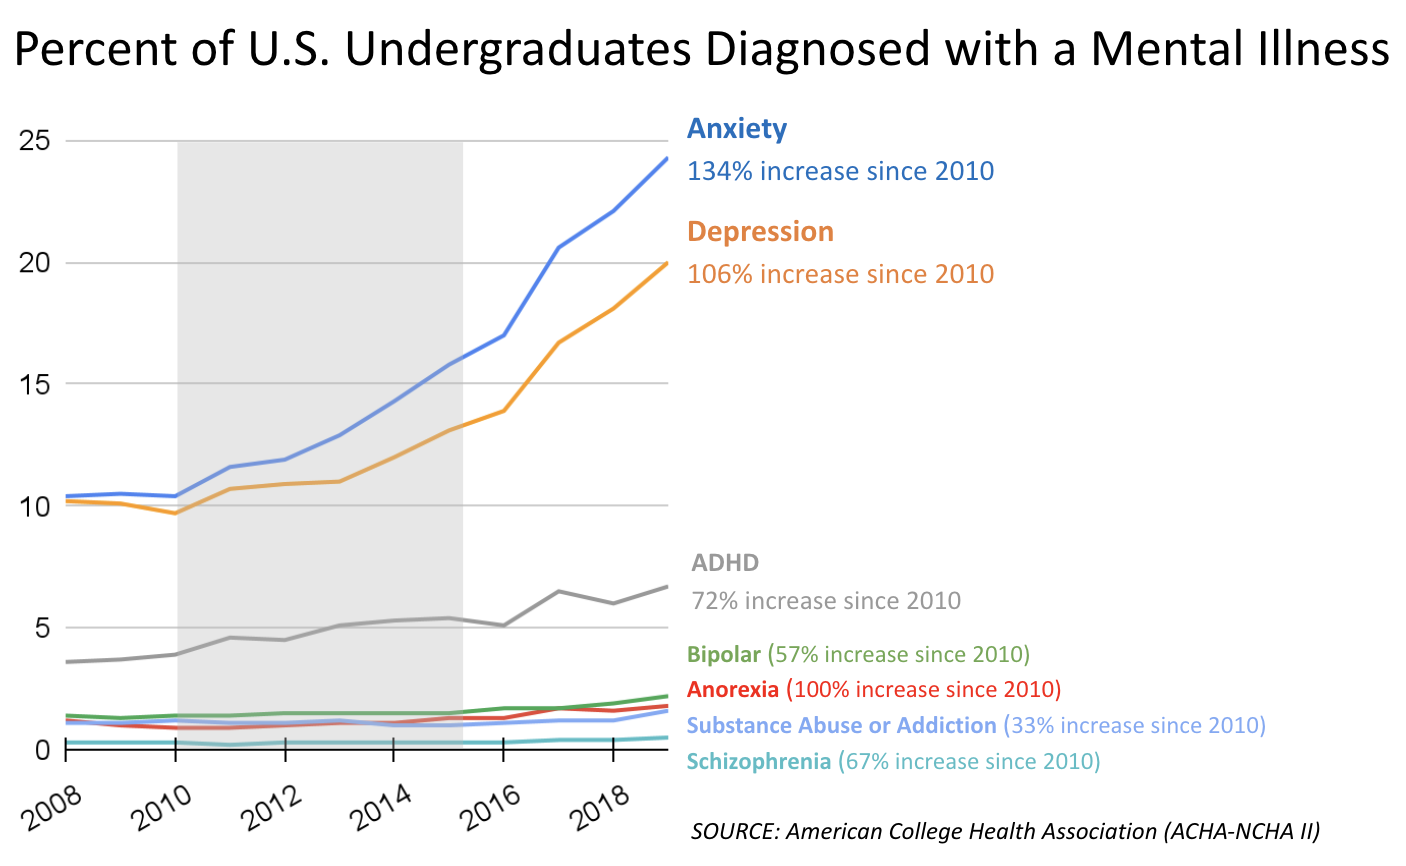 Percent of U.S. Undergraduates Diagnosed with a Mental Illness
25
20
15
10
5
0
2008
2010
2012
2014
2016
2018
Anxiety
134% increase since 2010
Depression
106% increase since 2010
ADHD
72% increase since 2010
Bipolar (57% increase since 2010)
Anorexia (100% increase since 2010)
Substance Abuse or Addiction (33% increase since 2010)
Schizophrenia (67% increase since 2010)
SOURCE: American College Health Association (ACHA-NCHA II)